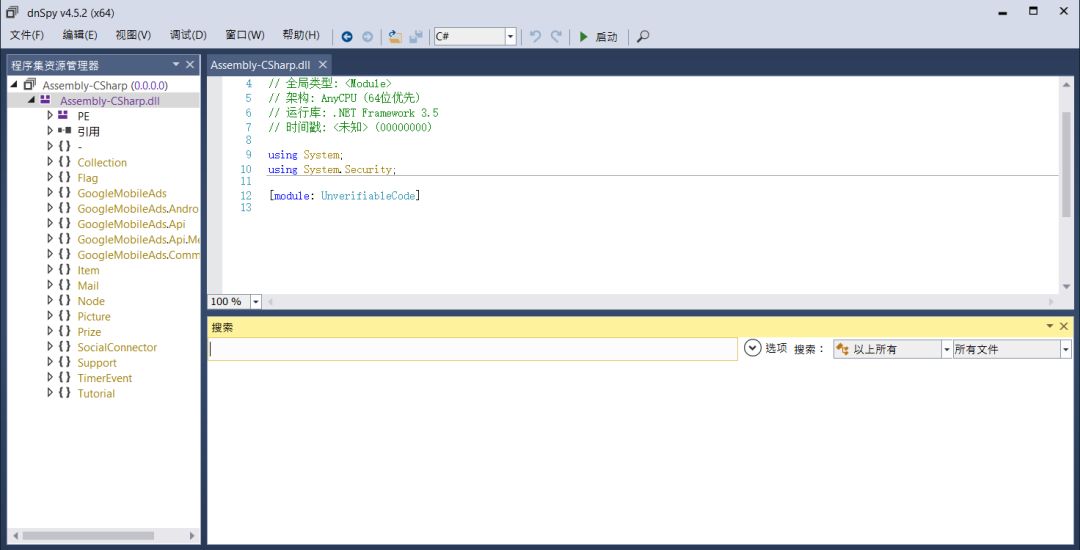 dnSpy v4.5.2 (x64)
文件(F) 编辑(E) 视图(V) 调试(D) 窗口(W) 帮助(H) C# 启动
程序集资源管理器
Assembly-CSharp (0.0.0.0)
Assembly-CSharp.dll
PE
引用
-
Collection
Flag
GoogleMobileAds
GoogleMobileAds.Andro
GoogleMobileAds.Api
GoogleMobileAds.Api.Me
GoogleMobileAds.Comm
Item
Mail
Node
Picture
Prize
SocialConnector
Support
TimerEvent
Tutorial
Assembly-CSharp.dll
4 // 全局类型: <Module>
5 // 架构: AnyCPU (64位优先)
6 // 运行库: .NET Framework 3.5
7 // 时间戳: <未知> (00000000)
8
9 using System;
10 using System.Security;
11
12 [module: UnverifiableCode]
13
100 %
搜索
选项 搜索： 以上所有 所有文件